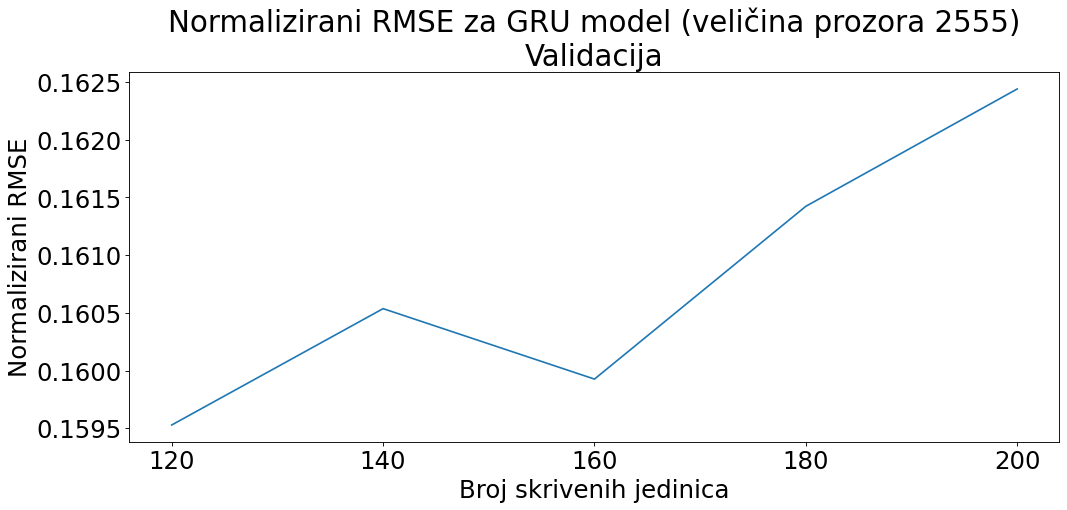 Normalizirani RMSE za GRU model (veličina prozora 2555)
Validacija
Normalizirani RMSE
0.1625
0.1620
0.1615
0.1610
0.1605
0.1600
0.1595
120 140 160 180 200
Broj skrivenih jedinica